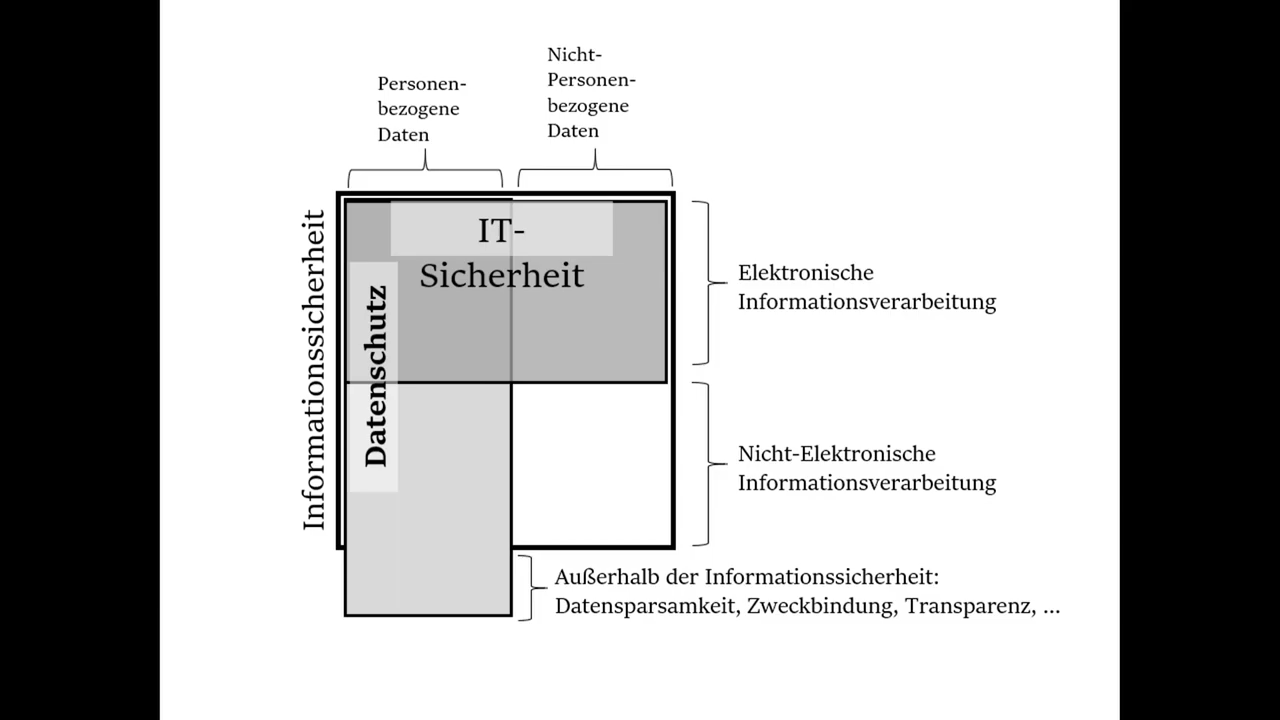 Personen-
bezogene
Daten
Nicht-
Personen-
bezogene
Daten
Informationssicherheit
IT-
Sicherheit
Datenschutz
Elektronische
Informationsverarbeitung
Nicht-Elektronische
Informationsverarbeitung
Außerhalb der Informationssicherheit:
Datensparsamkeit, Zweckbindung, Transparenz, ...